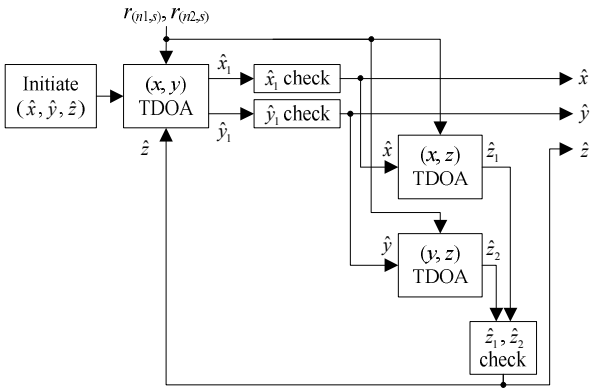 r(n1,s), r(n2,s)
Initiate
(x̂, ŷ, ẑ)
(x, y)
TDOA
x̂₁
x̂₁ check
x̂
ŷ₁
ŷ₁ check
ŷ
ẑ
ẑ
x̂
(x, z)
TDOA
ẑ₁
ŷ
(y, z)
TDOA
ẑ₂
ẑ₁, ẑ₂
check